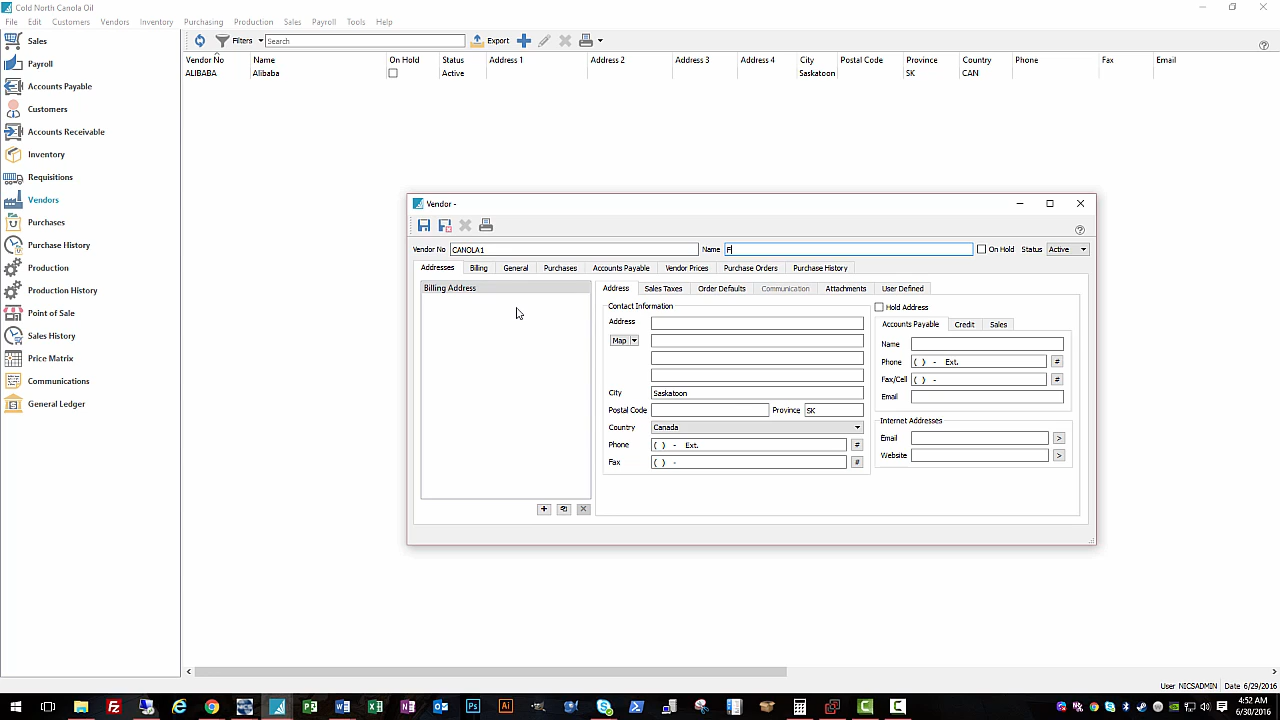 Cold North Canola Oil
File Edit Customers Vendors Inventory Purchasing Production Sales Payroll Tools Help
Sales
Payroll
Accounts Payable
Customers
Accounts Receivable
Inventory
Requisitions
Vendors
Purchases
Purchase History
Production
Production History
Point of Sale
Sales History
Price Matrix
Communications
General Ledger
Filters Search Export
Vendor No Name On Hold Status Address 1 Address 2 Address 3 Address 4 City Postal Code Province Country Phone Fax Email
ALIBABA Alibaba Active Saskatoon SK CAN
Vendor -
Vendor No CANOLA1 Name F On Hold Status Active
Addresses Billing General Purchases Accounts Payable Vendor Prices Purchase Orders Purchase History
Billing Address
Address Sales Taxes Order Defaults Communication Attachments User Defined
Contact Information
Address
Map
City Saskatoon
Postal Code Province SK
Country Canada
Phone ( ) - Ext. #
Fax ( ) - #
Hold Address
Accounts Payable Credit Sales
Name
Phone ( ) - Ext. #
Fax/Cell ( ) - #
Email
Internet Addresses
Email >
Website >
User NICSADMIN Date 6/29/2016
4:52 AM
6/30/2016